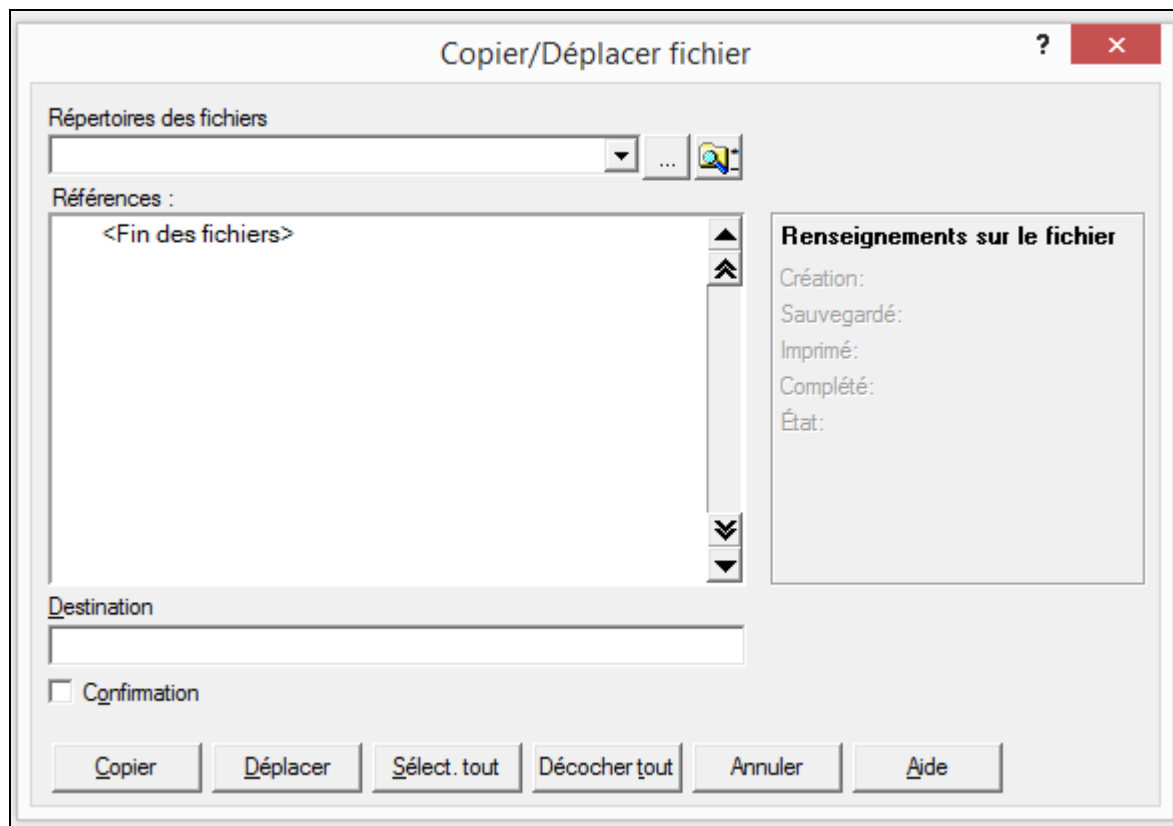 Copier/Déplacer fichier
?
Répertoires des fichiers
...
Références :
<Fin des fichiers>
Renseignements sur le fichier
Création:
Sauvegardé:
Imprimé:
Complété:
État:
Destination
Confirmation
Copier Déplacer Sélect. tout Décocher tout Annuler Aide